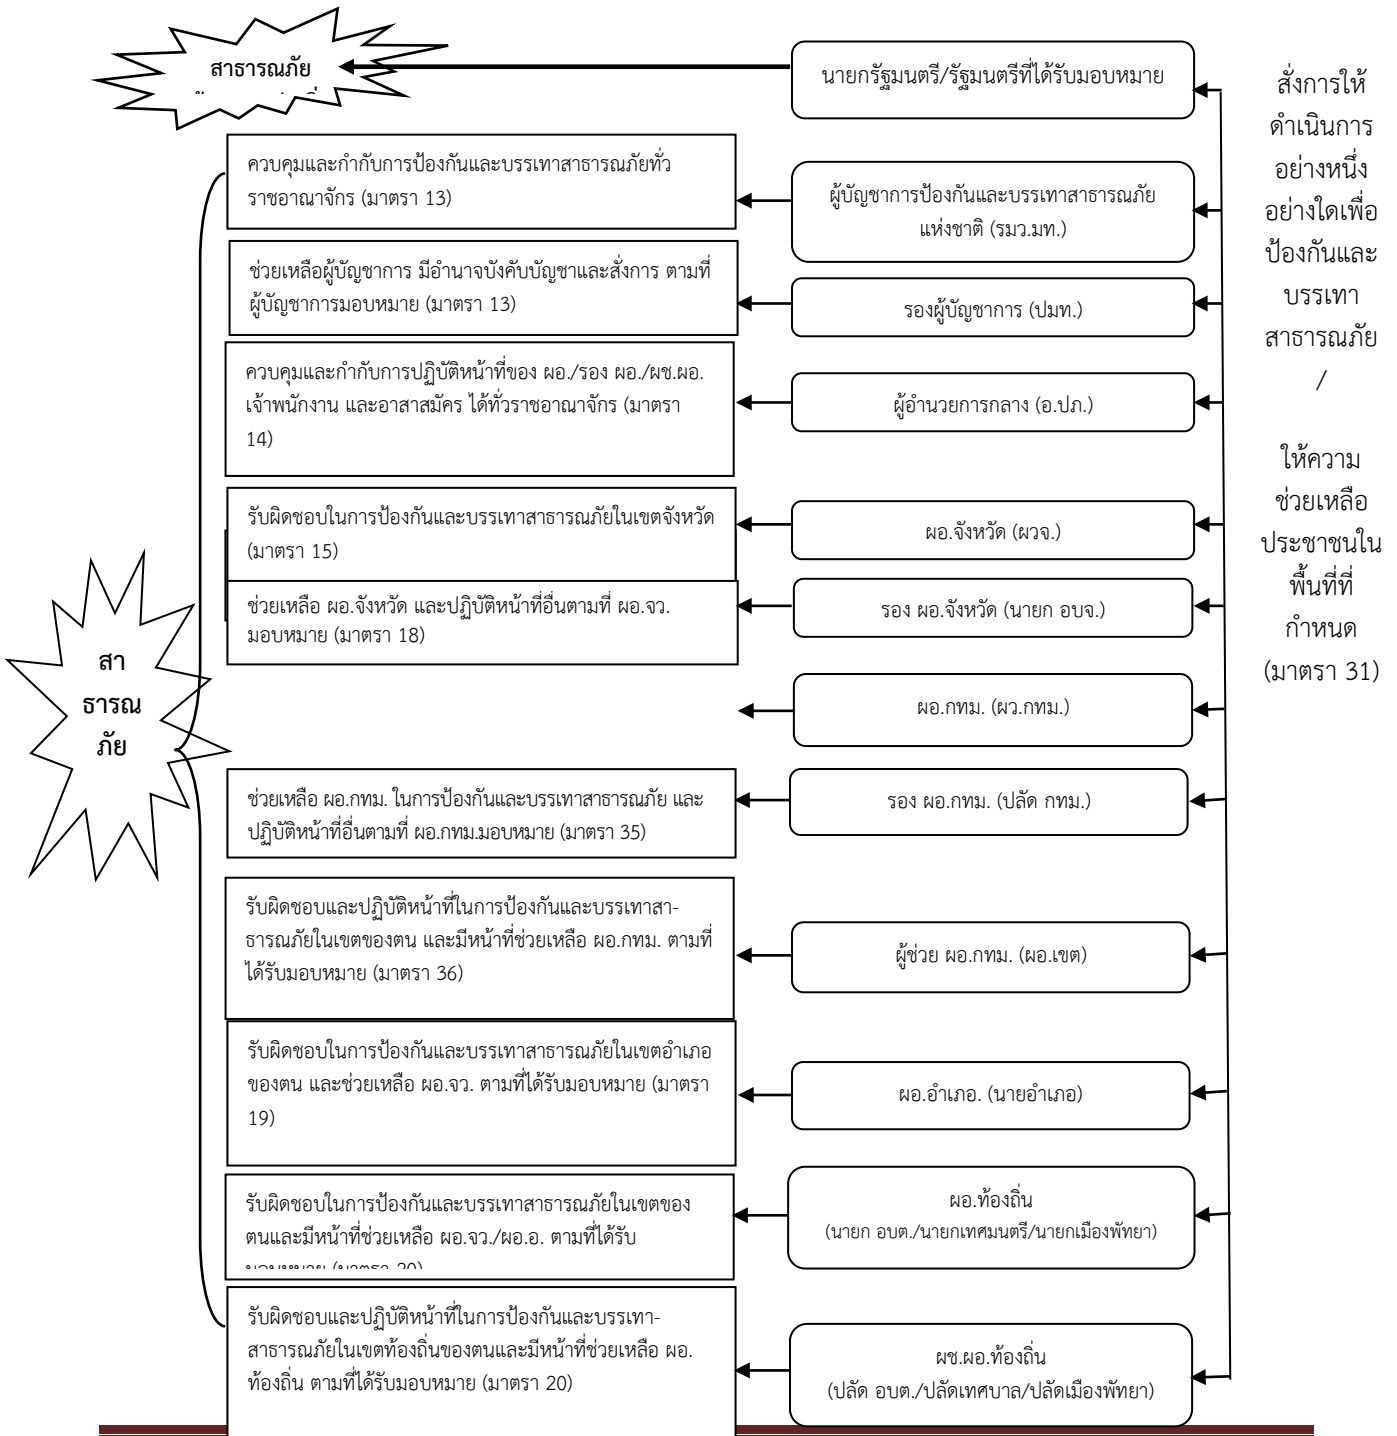 สาธารณภัย
นายกรัฐมนตรี/รัฐมนตรีที่ได้รับมอบหมาย
ควบคุมและกำกับการป้องกันและบรรเทาสาธารณภัยทั่ว
ราชอาณาจักร (มาตรา 13)
ผู้บัญชาการป้องกันและบรรเทาสาธารณภัย
แห่งชาติ (รมว.มท.)
ช่วยเหลือผู้บัญชาการ มีอำนาจบังคับบัญชาและสั่งการ ตามที่
ผู้บัญชาการมอบหมาย (มาตรา 13)
รองผู้บัญชาการ (ปมท.)
ควบคุมและกำกับการปฏิบัติหน้าที่ของ ผอ./รอง ผอ./ผช.ผอ.
เจ้าพนักงาน และอาสาสมัคร ได้ทั่วราชอาณาจักร (มาตรา
14)
ผู้อำนวยการกลาง (อ.ปภ.)
รับผิดชอบในการป้องกันและบรรเทาสาธารณภัยในเขตจังหวัด
(มาตรา 15)
ผอ.จังหวัด (ผวจ.)
ช่วยเหลือ ผอ.จังหวัด และปฏิบัติหน้าที่อื่นตามที่ ผอ.จว.
มอบหมาย (มาตรา 18)
รอง ผอ.จังหวัด (นายก อบจ.)
ผอ.กทม. (ผว.กทม.)
ช่วยเหลือ ผอ.กทม. ในการป้องกันและบรรเทาสาธารณภัย และ
ปฏิบัติหน้าที่อื่นตามที่ ผอ.กทม.มอบหมาย (มาตรา 35)
รอง ผอ.กทม. (ปลัด กทม.)
รับผิดชอบและปฏิบัติหน้าที่ในการป้องกันและบรรเทาสา-
ธารณภัยในเขตของตน และมีหน้าที่ช่วยเหลือ ผอ.กทม. ตามที่
ได้รับมอบหมาย (มาตรา 36)
ผู้ช่วย ผอ.กทม. (ผอ.เขต)
รับผิดชอบในการป้องกันและบรรเทาสาธารณภัยในเขตอำเภอ
ของตน และช่วยเหลือ ผอ.จว. ตามที่ได้รับมอบหมาย (มาตรา
19)
ผอ.อำเภอ. (นายอำเภอ)
รับผิดชอบในการป้องกันและบรรเทาสาธารณภัยในเขตของ
ตนและมีหน้าที่ช่วยเหลือ ผอ.จว./ผอ.อ. ตามที่ได้รับ
มอบหมาย (มาตรา 20)
ผอ.ท้องถิ่น
(นายก อบต./นายกเทศมนตรี/นายกเมืองพัทยา)
รับผิดชอบและปฏิบัติหน้าที่ในการป้องกันและบรรเทา-
สาธารณภัยในเขตท้องถิ่นของตนและมีหน้าที่ช่วยเหลือ ผอ.
ท้องถิ่น ตามที่ได้รับมอบหมาย (มาตรา 20)
ผช.ผอ.ท้องถิ่น
(ปลัด อบต./ปลัดเทศบาล/ปลัดเมืองพัทยา)
สา
ธารณ
ภัย
สั่งการให้
ดำเนินการ
อย่างหนึ่ง
อย่างใดเพื่อ
ป้องกันและ
บรรเทา
สาธารณภัย
/
ให้ความ
ช่วยเหลือ
ประชาชนใน
พื้นที่ที่
กำหนด
(มาตรา 31)